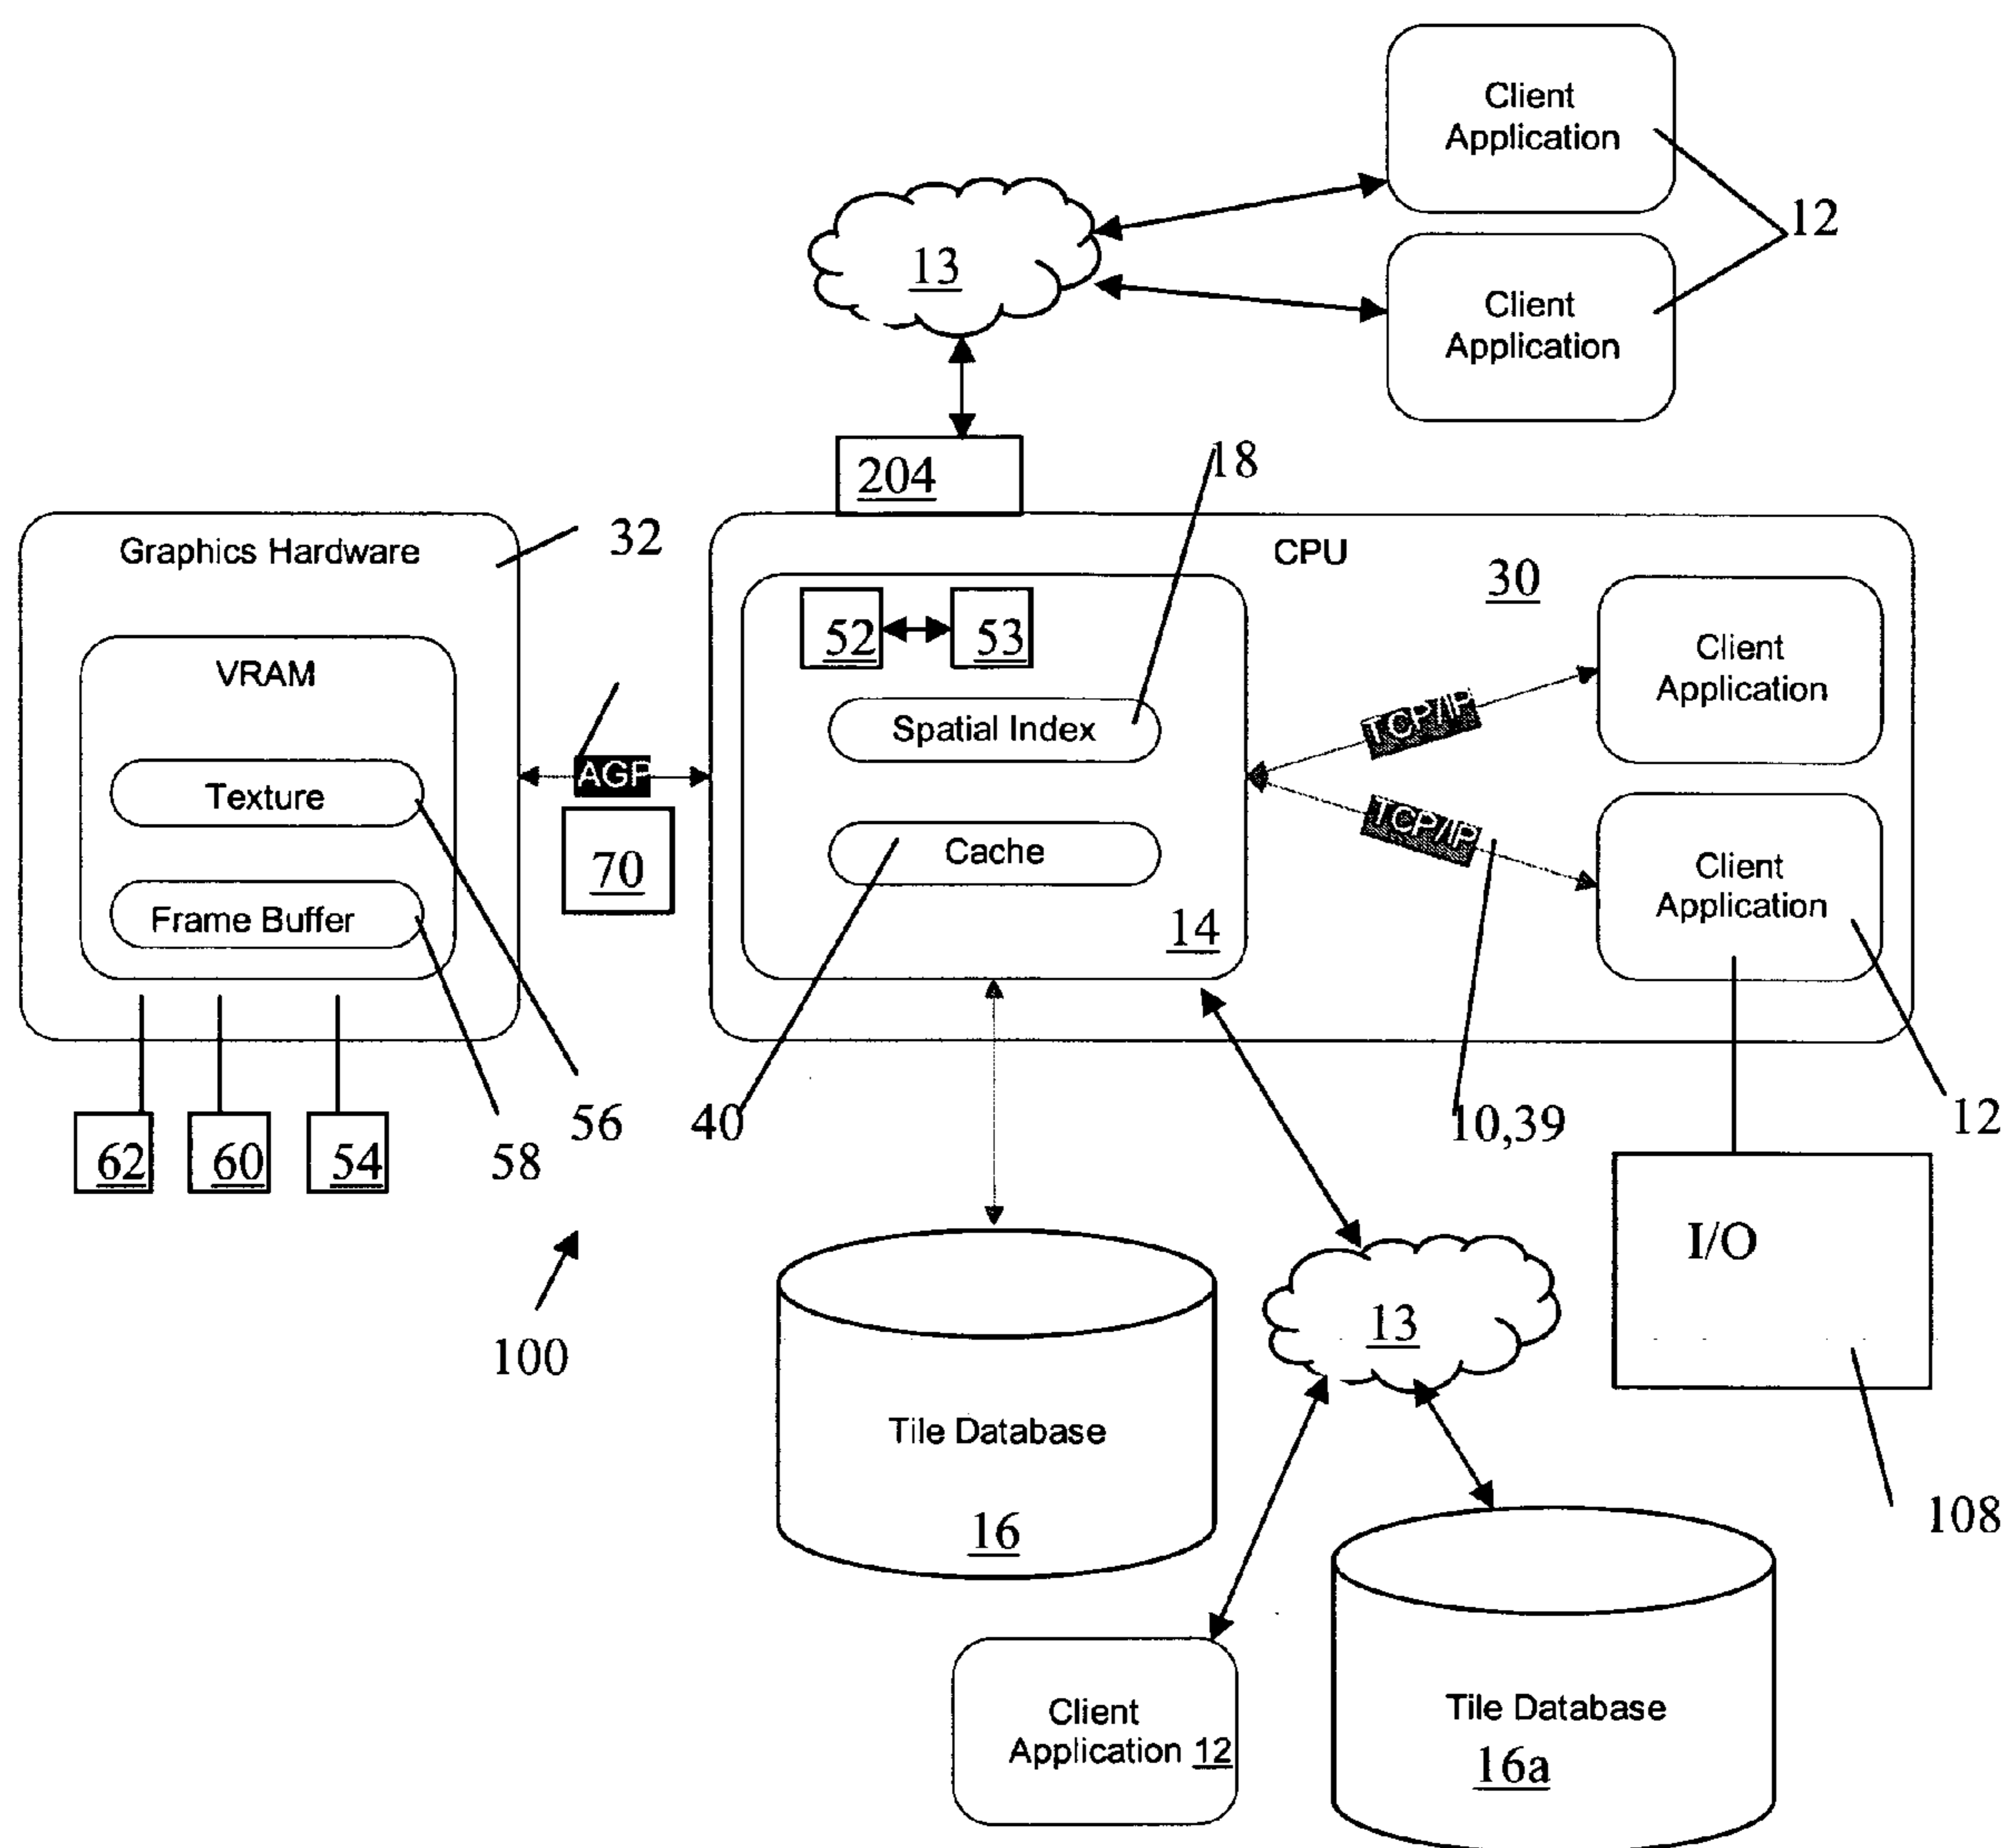 Client
Application
12
Client
Application
13
204
18
Graphics Hardware
32
CPU
30
52
53
Client
Application
VRAM
Spatial Index
TCP/IP
AGP
Texture
TCP/IP
Cache
70
Client
Application
Frame Buffer
14
62
60
54
56
58
40
10,39
12
I/O
100
13
Tile Database
16
108
Client
Application 12
Tile Database
16a